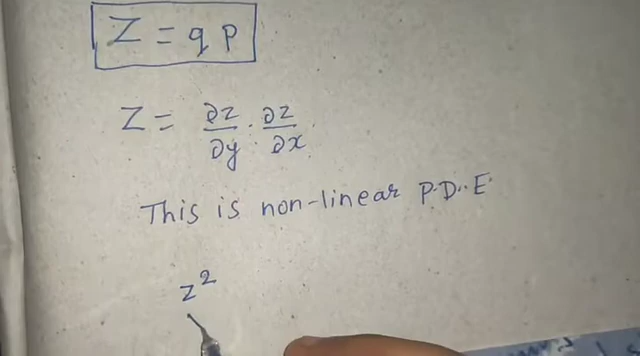 Z = q p
Z = ∂z/∂y · ∂z/∂x
This is non-linear P.D.E.
z²